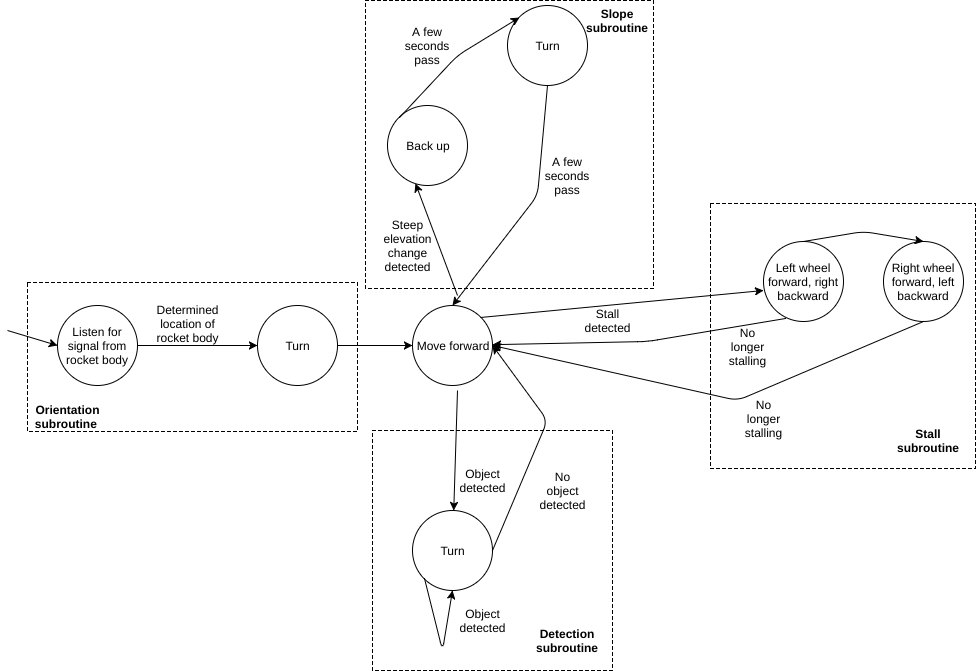 Slope
subroutine
A few
seconds
pass
Turn
Back up
A few
seconds
pass
Steep
elevation
change
detected
Left wheel
forward, right
backward
Right wheel
forward, left
backward
Determined
location of
rocket body
Listen for
signal from
rocket body
Turn
Move forward
Stall
detected
No
longer
stalling
No
longer
stalling
Orientation
subroutine
Stall
subroutine
Object
detected
No
object
detected
Turn
Object
detected
Detection
subroutine